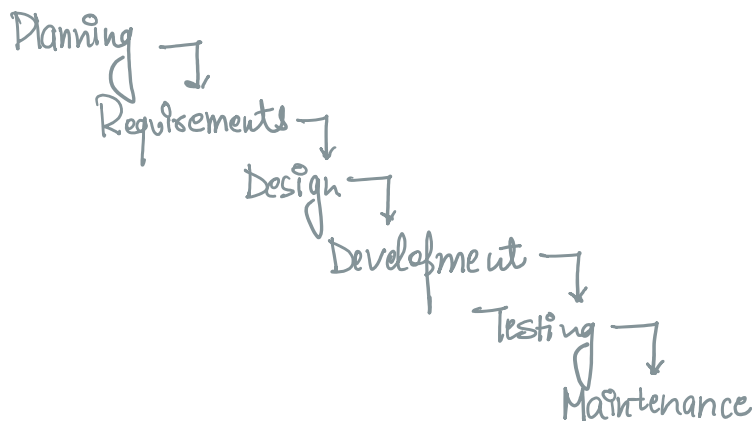 Planning
Requirements
Design
Development
Testing
Maintenance